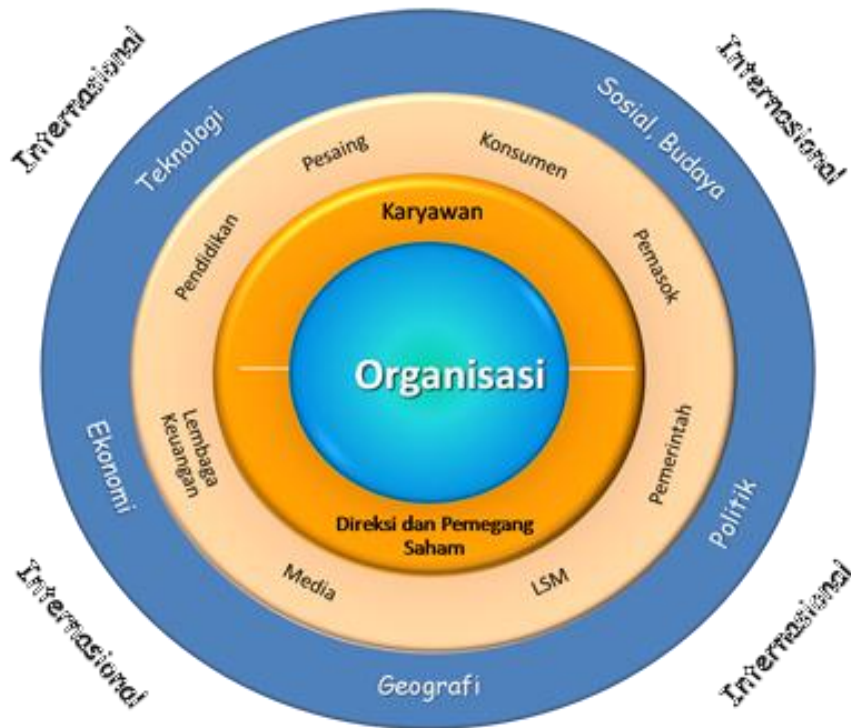 Internasional
Internasional
Teknologi
Sosial, Budaya
Pesaing
Konsumen
Karyawan
Pendidikan
Pemasok
Organisasi
Lembaga
Keuangan
Ekonomi
Pemerintah
Politik
Direksi dan Pemegang
Saham
Media
LSM
Internasional
Internasional
Geografi